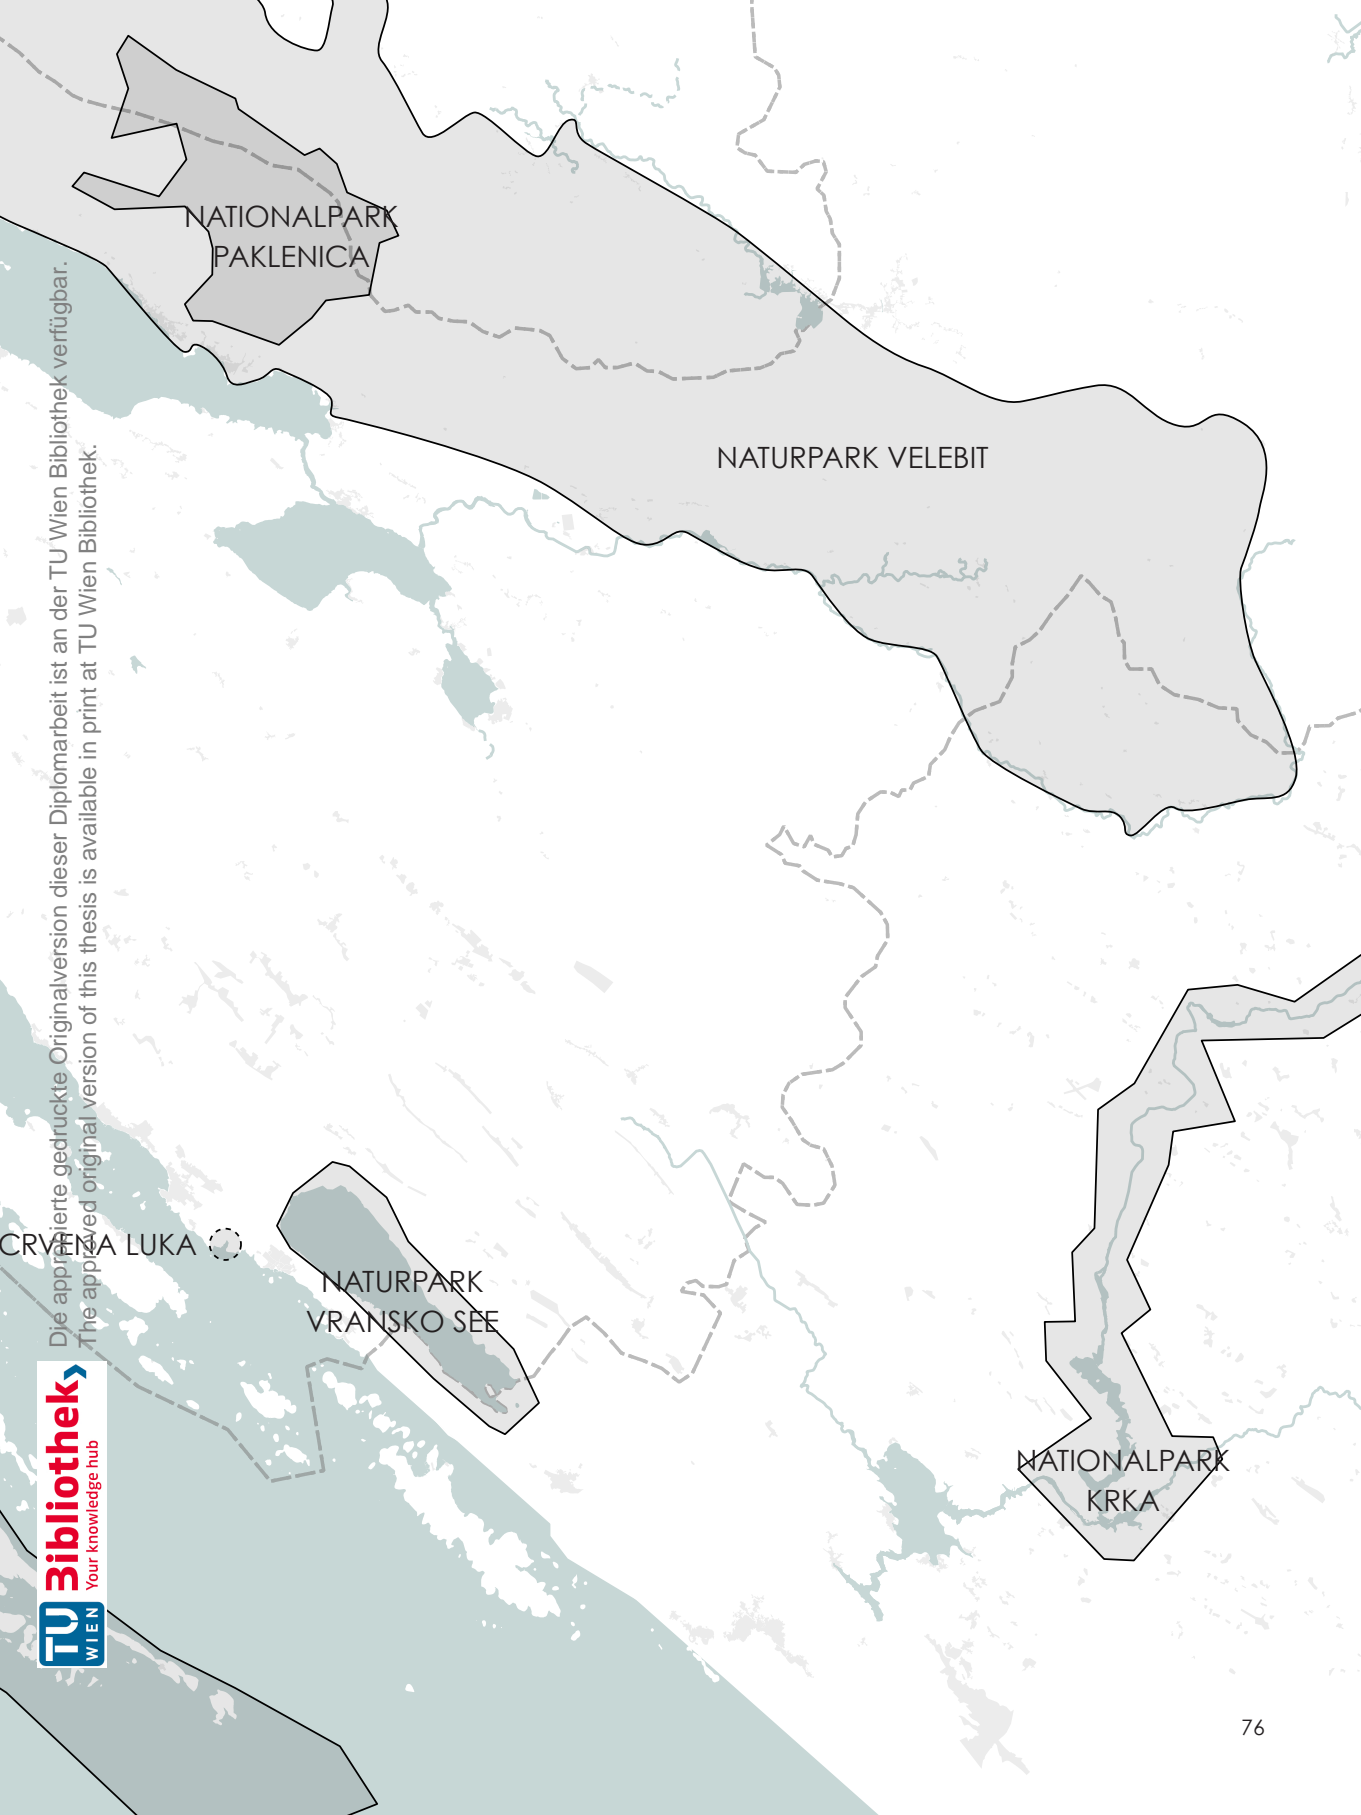 NATIONALPARK
PAKLENICA
NATURPARK VELEBIT
CRVENA LUKA
NATURPARK
VRANSKO SEE
NATIONALPARK
KRKA
76
Die approbierte gedruckte Originalversion dieser Diplomarbeit ist an der TU Wien Bibliothek verfügbar.
The approved original version of this thesis is available in print at TU Wien Bibliothek.
TU WIEN Bibliothek
Your knowledge hub